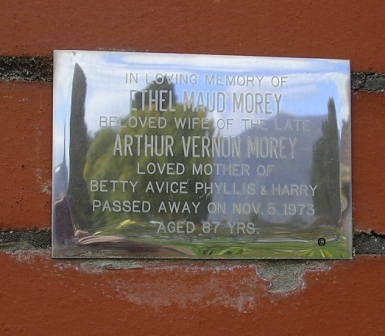 IN LOVING MEMORY OF
ETHEL MAUD MOREY
BELOVED WIFE OF THE LATE
ARTHUR VERNON MOREY
LOVED MOTHER OF
BETTY AVICE PHYLLIS & HARRY
PASSED AWAY ON NOV. 5. 1973
AGED 87 YRS.